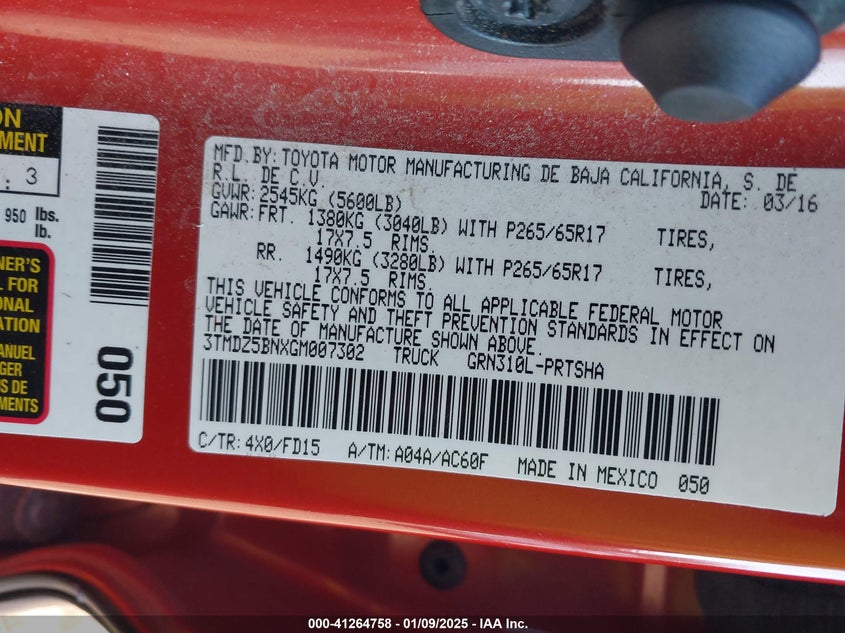 ON
EMENT
. 3
950 lbs.
lb.
NER'S
L FOR
ONAL
ATION
ANUEL
GER
US DE
MENTS
050
MFD.BY: TOYOTA MOTOR MANUFACTURING DE BAJA CALIFORNIA, S. DE
R.L. DE C.V.
GVWR: 2545KG (5600LB) DATE: 03/16
GAWR: FRT. 1380KG (3040LB) WITH P265/65R17 TIRES,
17X7.5 RIMS.
RR. 1490KG (3280LB) WITH P265/65R17 TIRES,
17X7.5 RIMS.
THIS VEHICLE CONFORMS TO ALL APPLICABLE FEDERAL MOTOR
VEHICLE SAFETY AND THEFT PREVENTION STANDARDS IN EFFECT ON
THE DATE OF MANUFACTURE SHOWN ABOVE.
3TMDZ5BNXGM007302 TRUCK GRN310L-PRTSHA
C/TR: 4X0/FD15 A/TM: A04A/AC60F MADE IN MEXICO 050
000-41264758 - 01/09/2025 - IAA Inc.